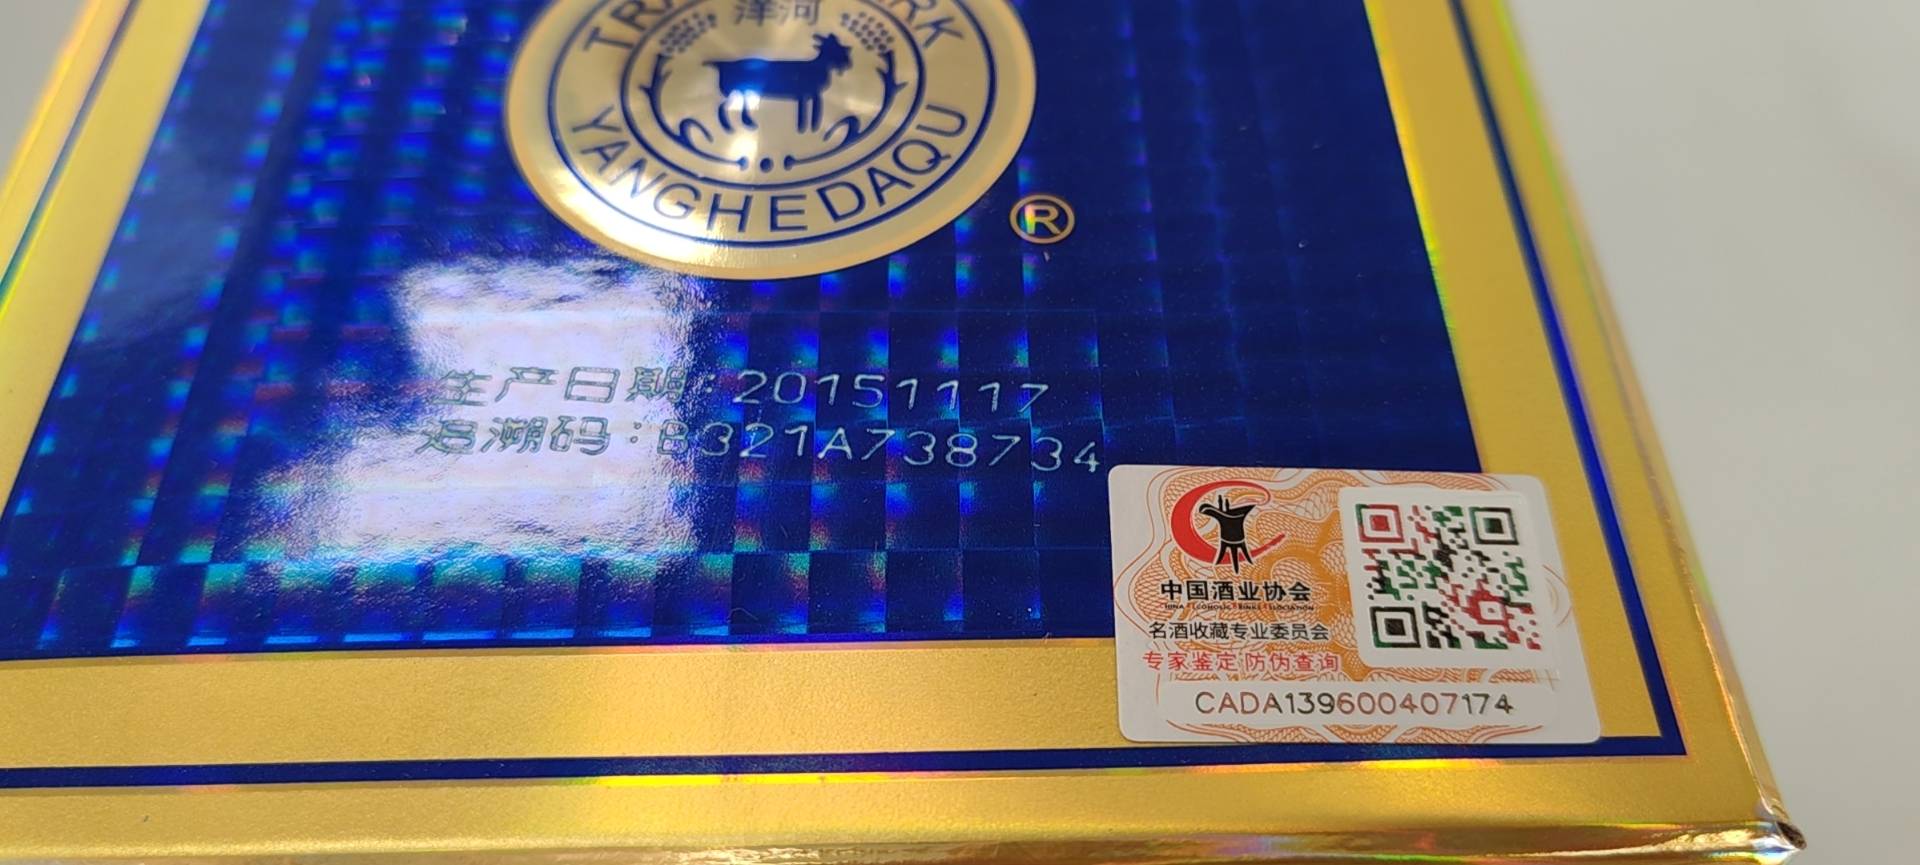 洋河
YANGHEDAQU
®
生产日期：20151117
追溯码：B321A738734
中国酒业协会
名酒收藏专业委员会
专家鉴定 防伪查询
CADA139600407174